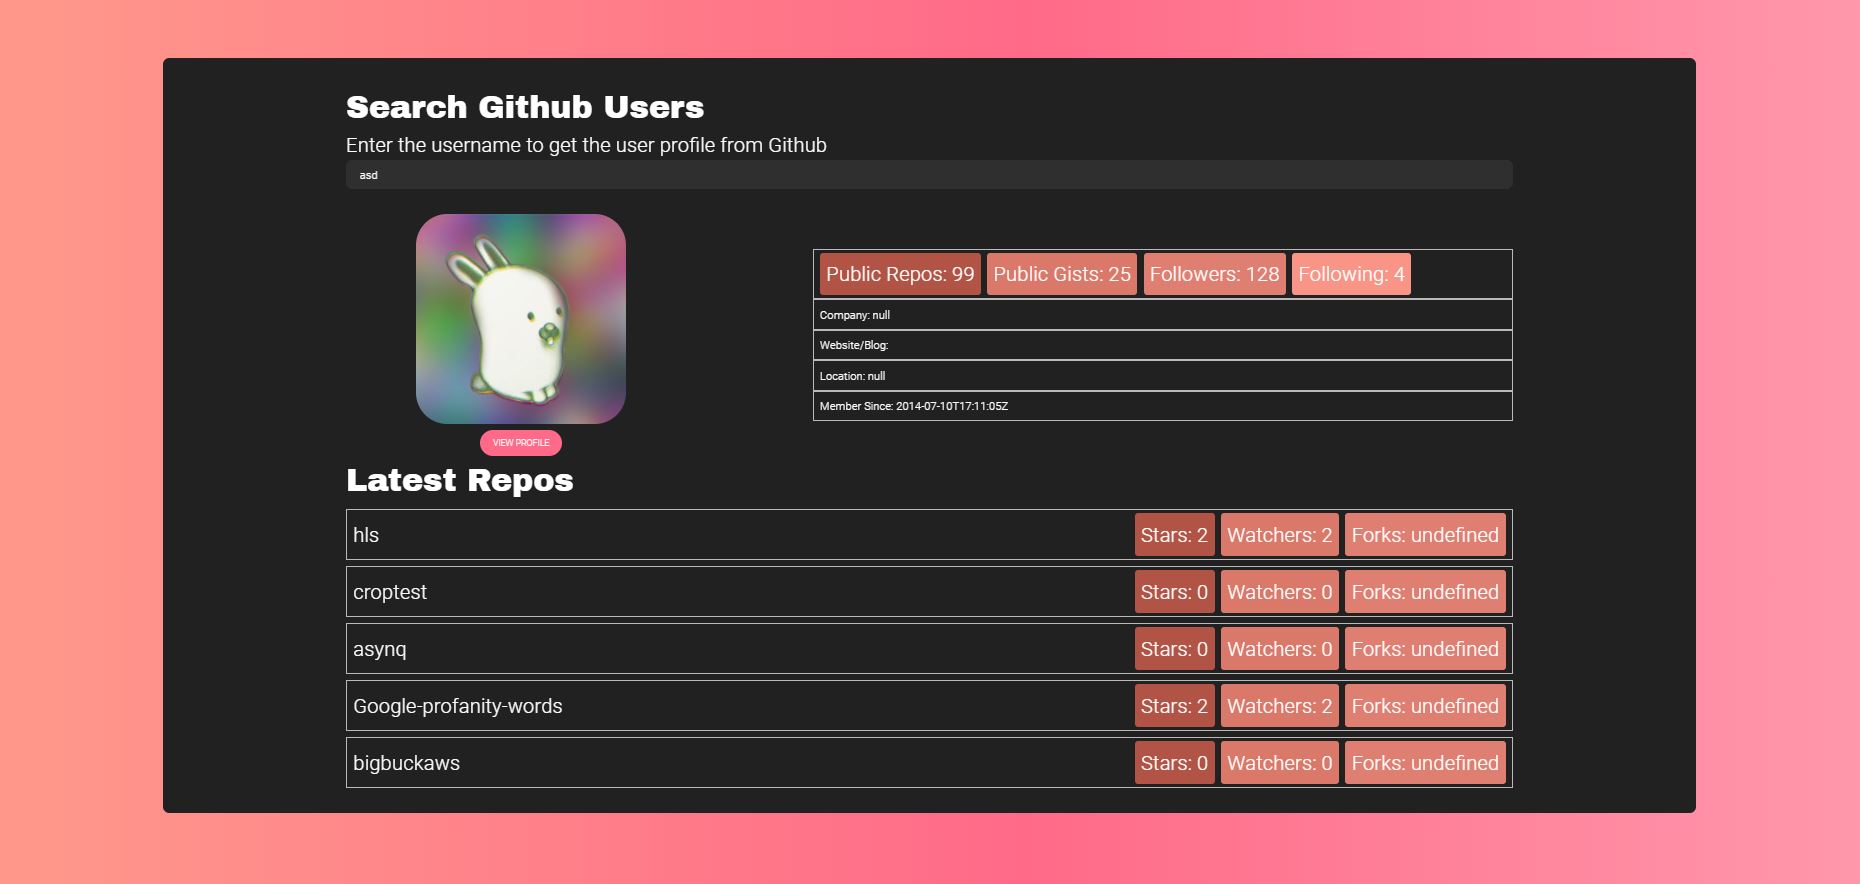 Search Github Users
Enter the username to get the user profile from Github
asd
Public Repos: 99 Public Gists: 25 Followers: 128 Following: 4
Company: null
Website/Blog:
Location: null
Member Since: 2014-07-10T17:11:05Z
VIEW PROFILE
Latest Repos
hls Stars: 2 Watchers: 2 Forks: undefined
croptest Stars: 0 Watchers: 0 Forks: undefined
asynq Stars: 0 Watchers: 0 Forks: undefined
Google-profanity-words Stars: 2 Watchers: 2 Forks: undefined
bigbuckaws Stars: 0 Watchers: 0 Forks: undefined